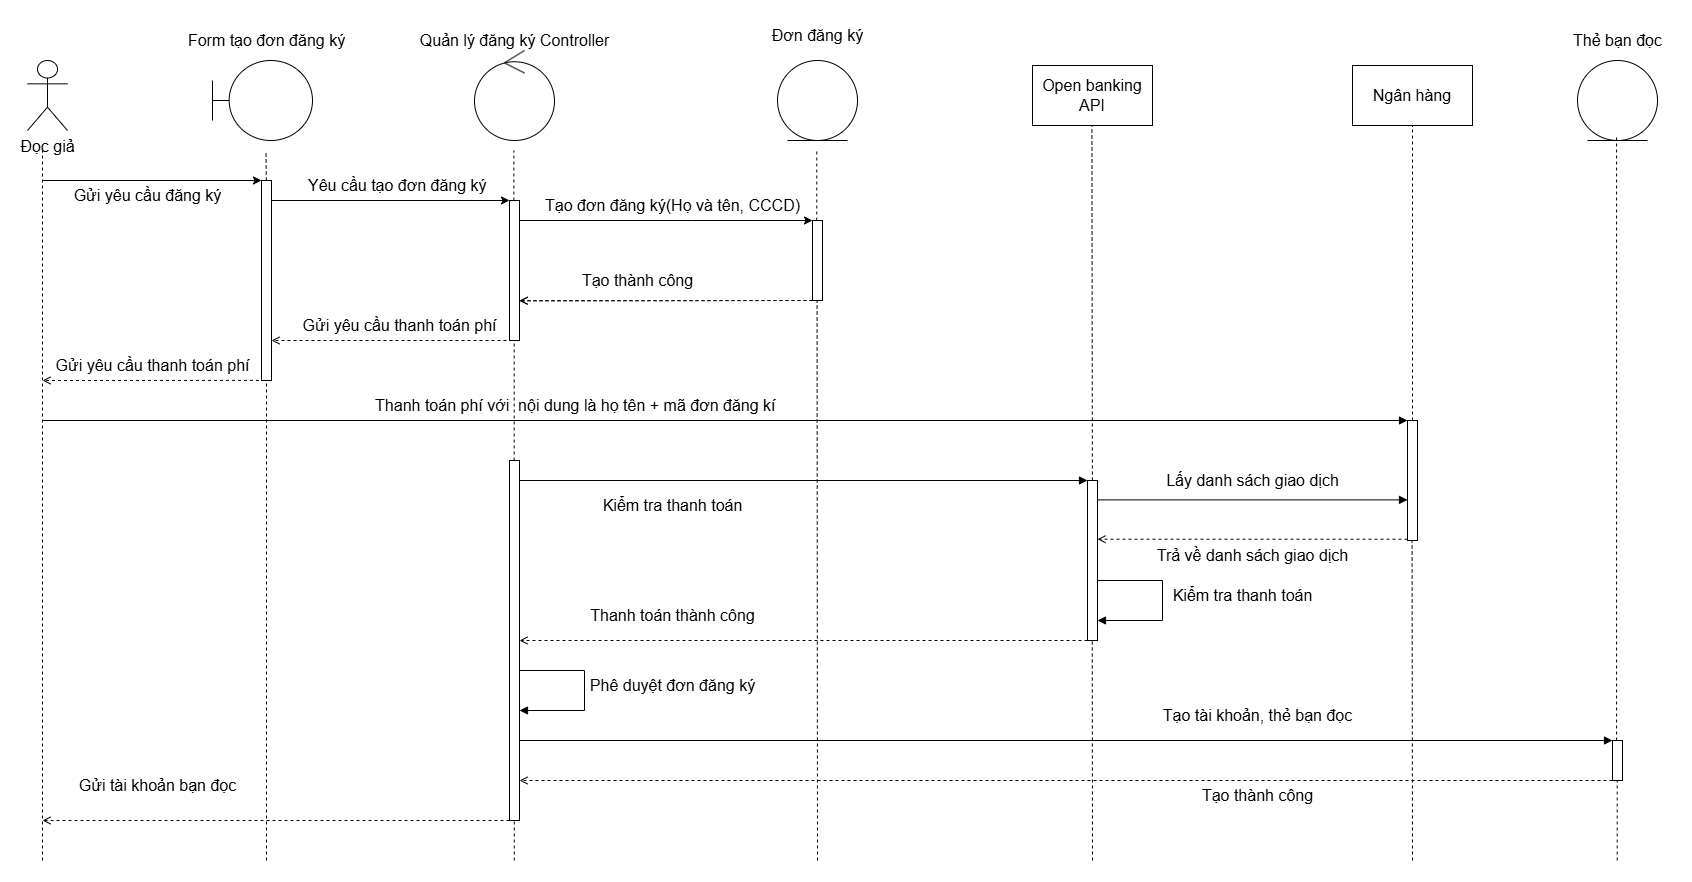 Form tạo đơn đăng ký
Quản lý đăng ký Controller
Đơn đăng ký
Thẻ bạn đọc
Open banking
API
Ngân hàng
Đọc giả
Gửi yêu cầu đăng ký
Yêu cầu tạo đơn đăng ký
Tạo đơn đăng ký(Họ và tên, CCCD)
Tạo thành công
Gửi yêu cầu thanh toán phí
Gửi yêu cầu thanh toán phí
Thanh toán phí với nội dung là họ tên + mã đơn đăng kí
Lấy danh sách giao dịch
Kiểm tra thanh toán
Trả về danh sách giao dịch
Kiểm tra thanh toán
Thanh toán thành công
Phê duyệt đơn đăng ký
Tạo tài khoản, thẻ bạn đọc
Gửi tài khoản bạn đọc
Tạo thành công